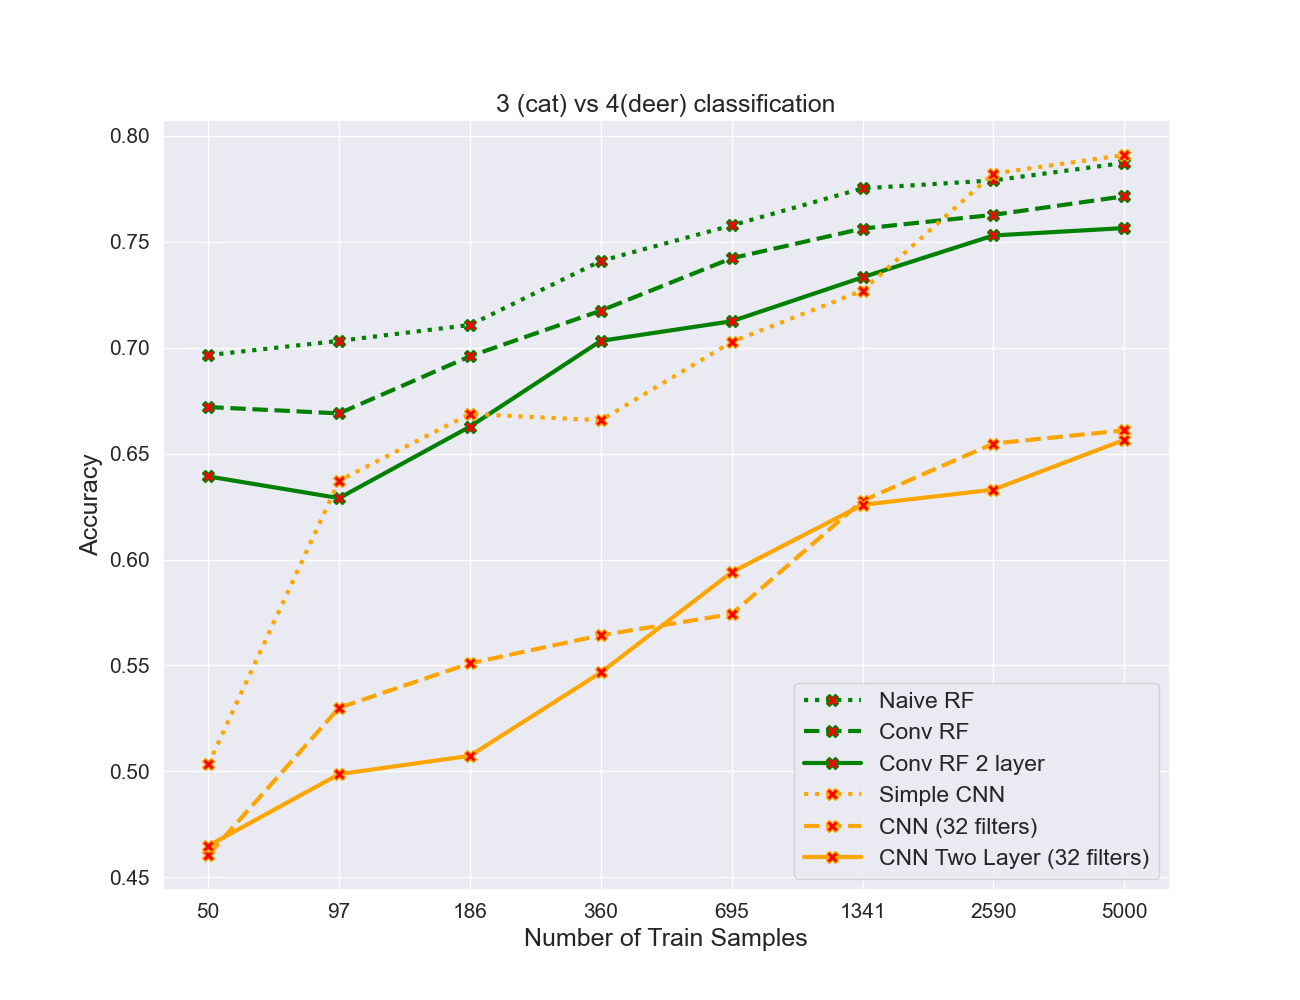 3 (cat) vs 4(deer) classification
0.80
0.75
0.70
0.65
0.60
0.55
0.50
0.45
Accuracy
Naive RF
Conv RF
Conv RF 2 layer
Simple CNN
CNN (32 filters)
CNN Two Layer (32 filters)
50 97 186 360 695 1341 2590 5000
Number of Train Samples